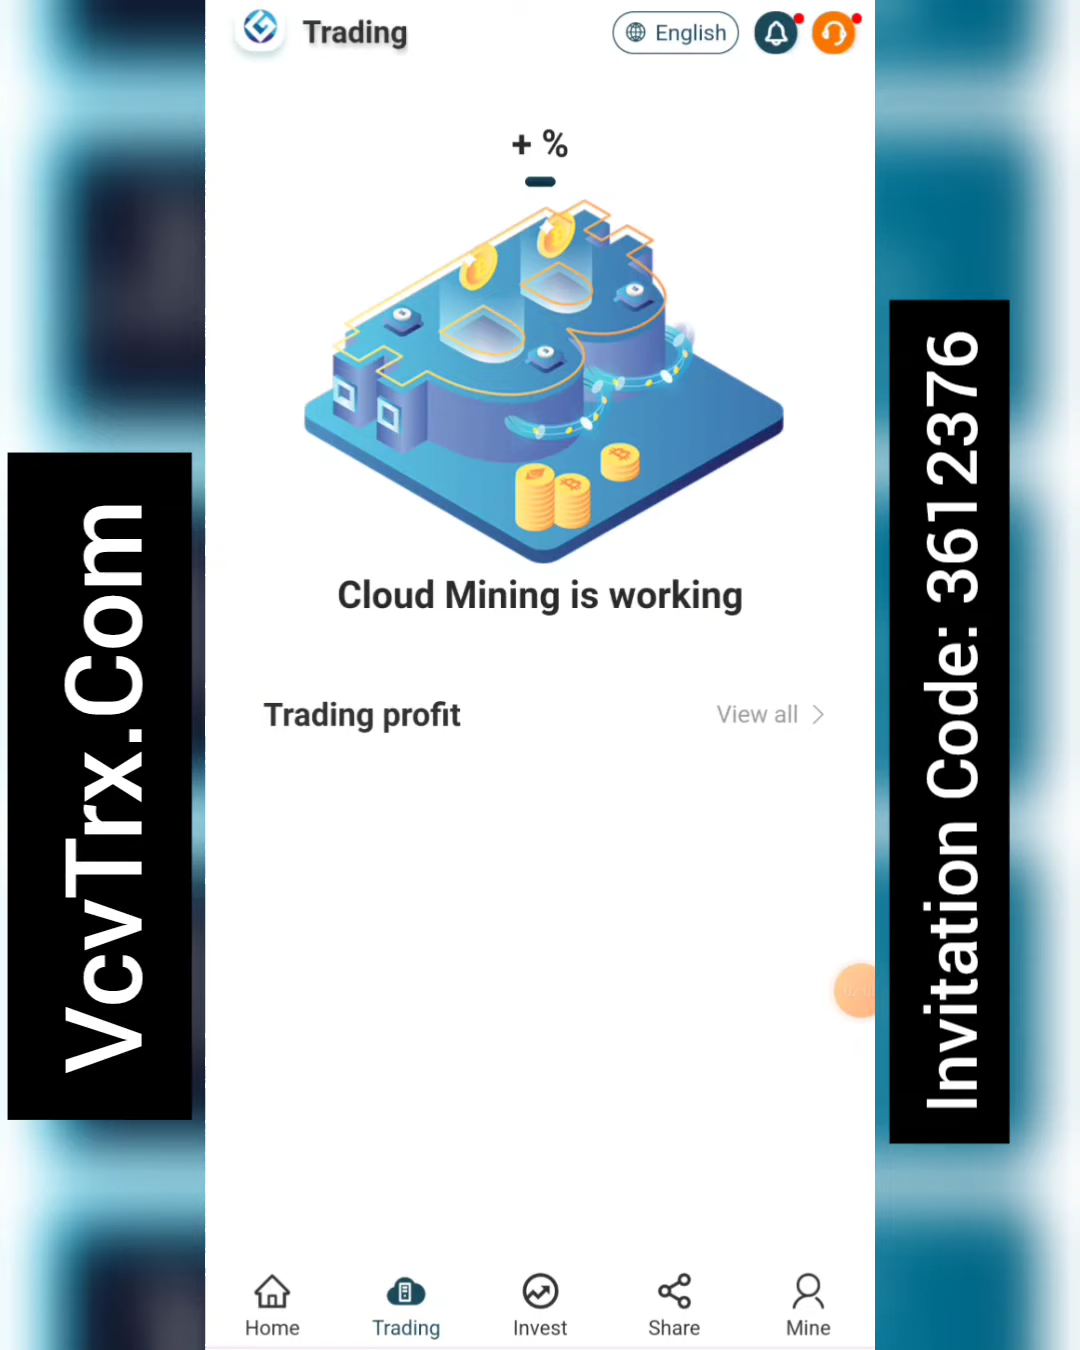 Trading
English
+ %
Cloud Mining is working
Trading profit
View all
VcvTrx.Com
Invitation Code: 3612376
Home
Trading
Invest
Share
Mine